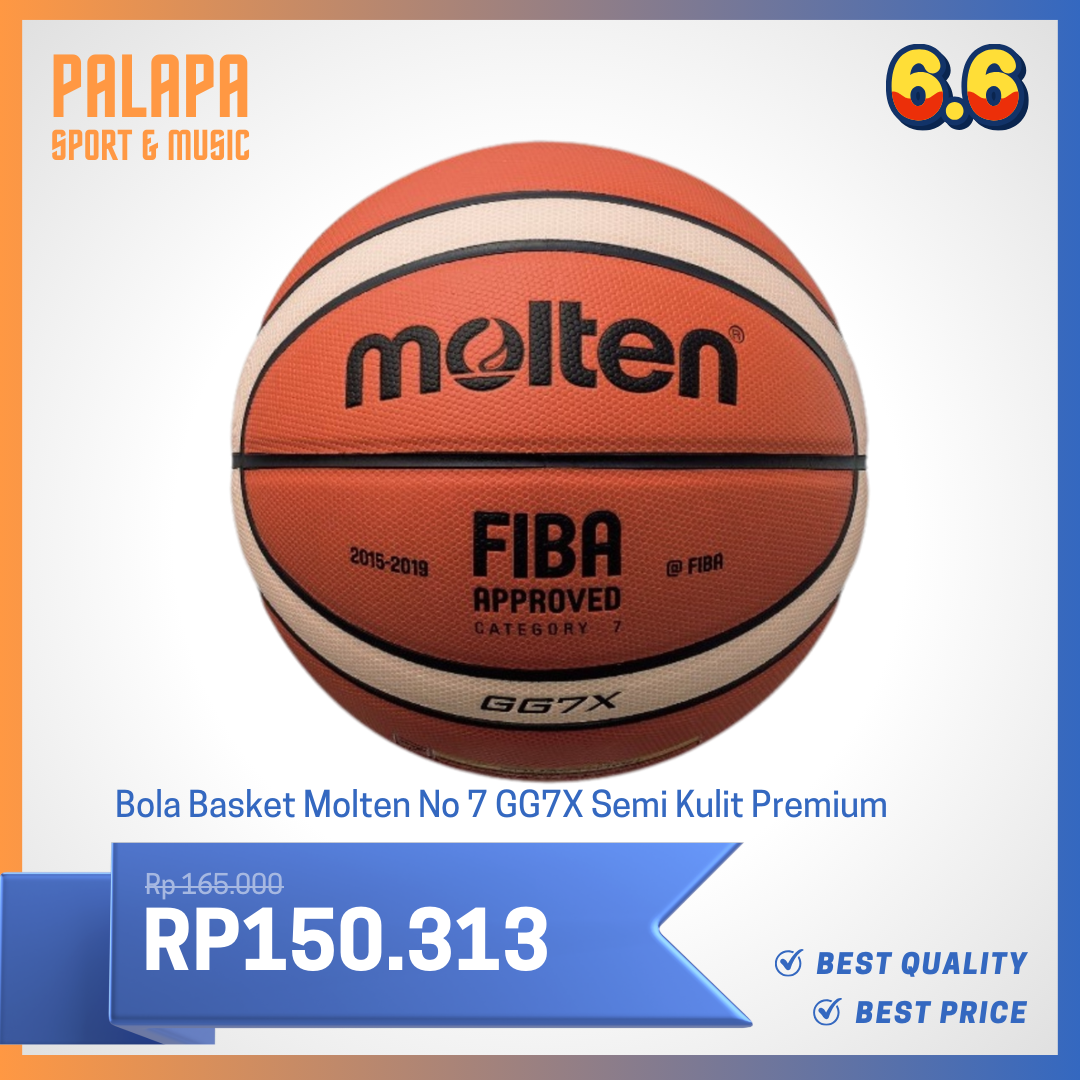 PALAPA
SPORT & MUSIC
6.6
molten®
2015-2019
FIBA
APPROVED
CATEGORY 7
@ FIBA
GG7X
Bola Basket Molten No 7 GG7X Semi Kulit Premium
Rp 165.000
RP150.313
BEST QUALITY
BEST PRICE